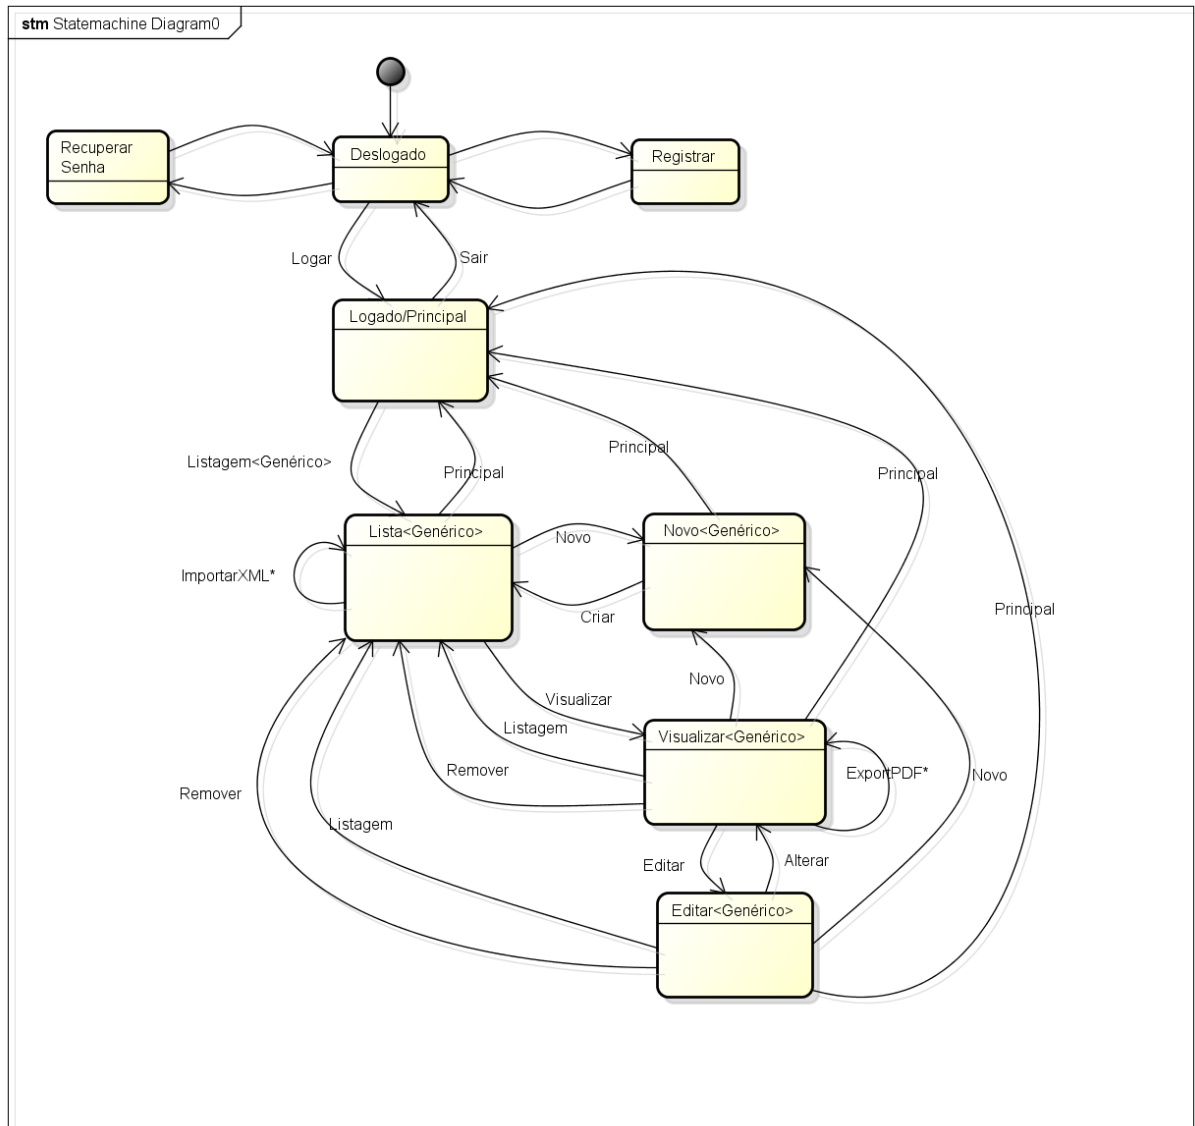 stm Statemachine Diagram0
Recuperar
Senha
Deslogado
Registrar
Logar
Sair
Logado/Principal
Listagem<Genérico>
Principal
Principal
Principal
Lista<Genérico>
Novo
Novo<Genérico>
ImportarXML*
Criar
Principal
Novo
Visualizar
Listagem
Visualizar<Genérico>
Remover
ExportPDF*
Novo
Remover
Listagem
Editar
Alterar
Editar<Genérico>